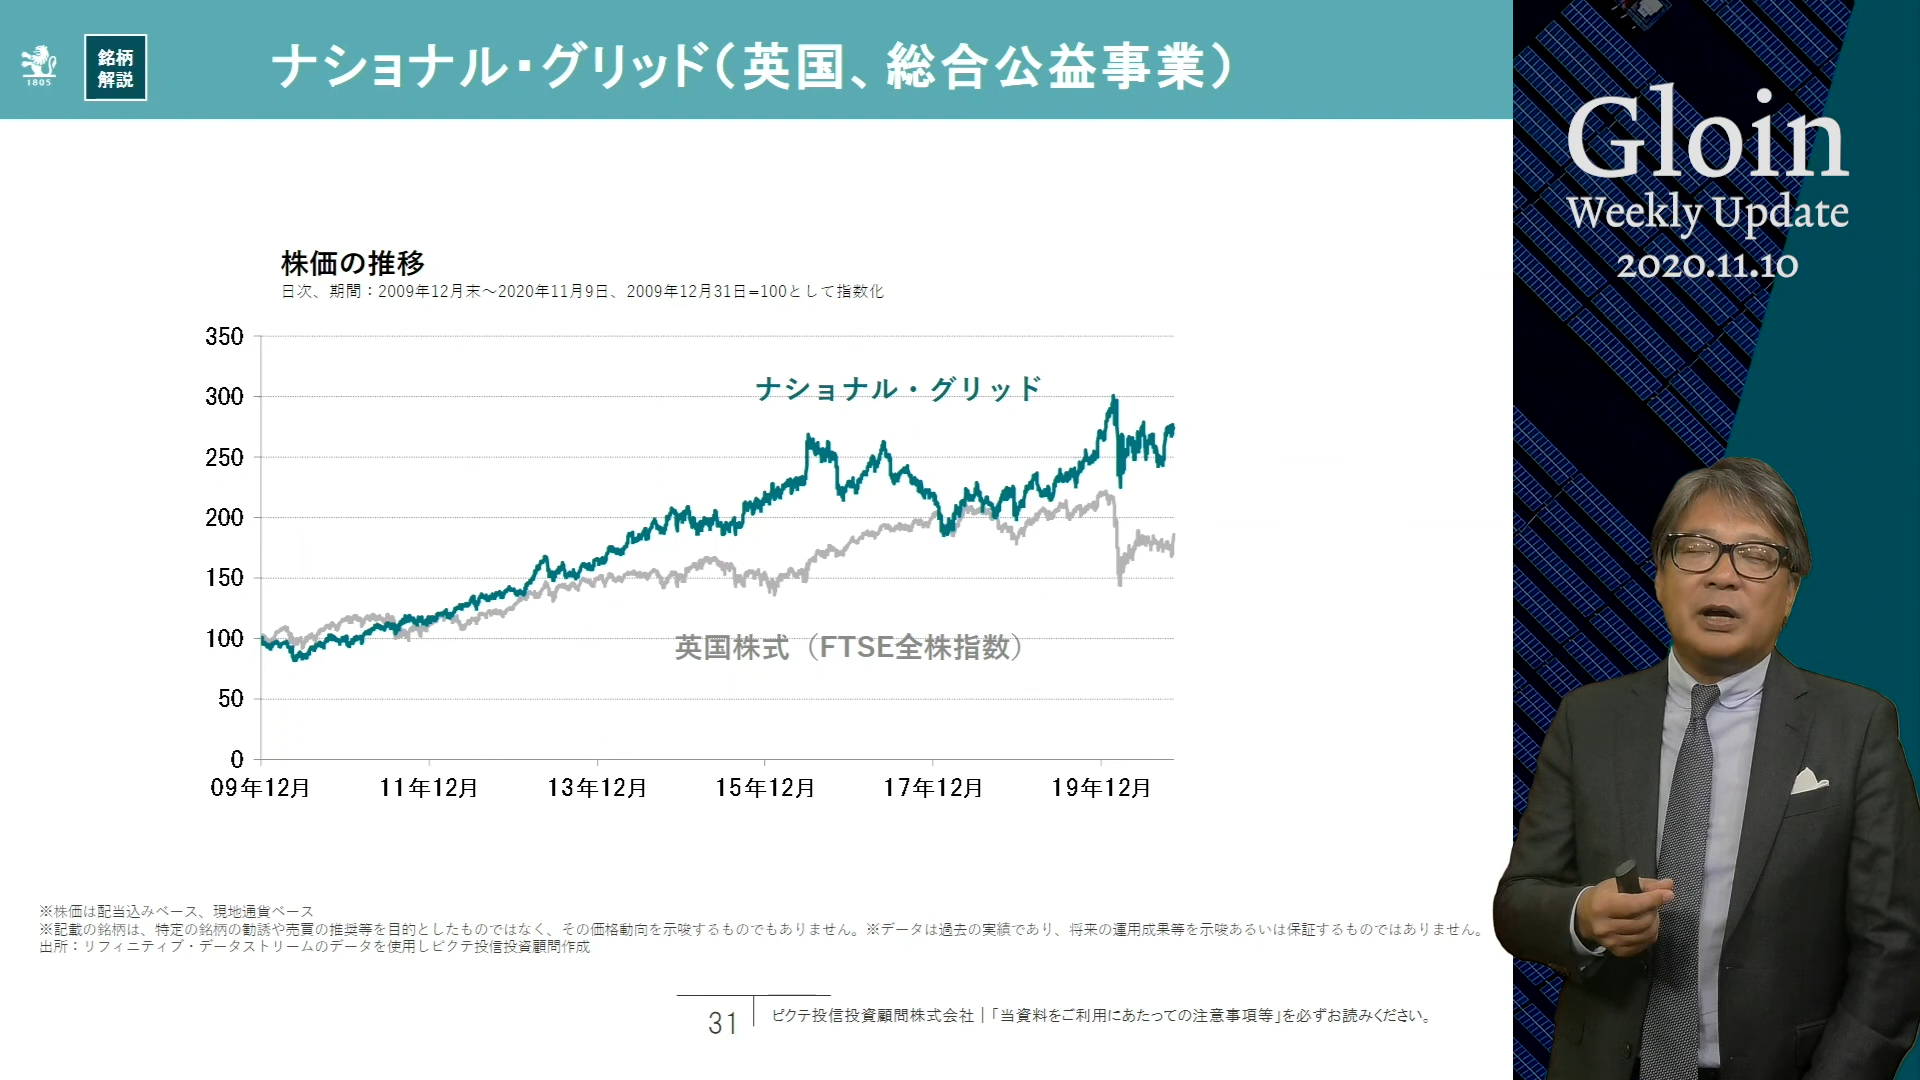 1805
銘柄
解説
ナショナル・グリッド(英国、総合公益事業)
Gloin
Weekly Update
2020.11.10
株価の推移
日次、期間：2009年12月末～2020年11月9日、2009年12月31日=100として指数化
350
300
250
200
150
100
50
0
ナショナル・グリッド
英国株式（FTSE全株指数）
09年12月
11年12月
13年12月
15年12月
17年12月
19年12月
※株価は配当込みベース、現地通貨ベース
※記載の銘柄は、特定の銘柄の勧誘や売買の推奨等を目的としたものではなく、その価格動向を示唆するものでもありません。※データは過去の実績であり、将来の運用成果等を示唆あるいは保証するものではありません。
出所：リフィニティブ・データストリームのデータを使用しピクテ投信投資顧問作成
31
ピクテ投信投資顧問株式会社｜「当資料をご利用にあたっての注意事項等」を必ずお読みください。